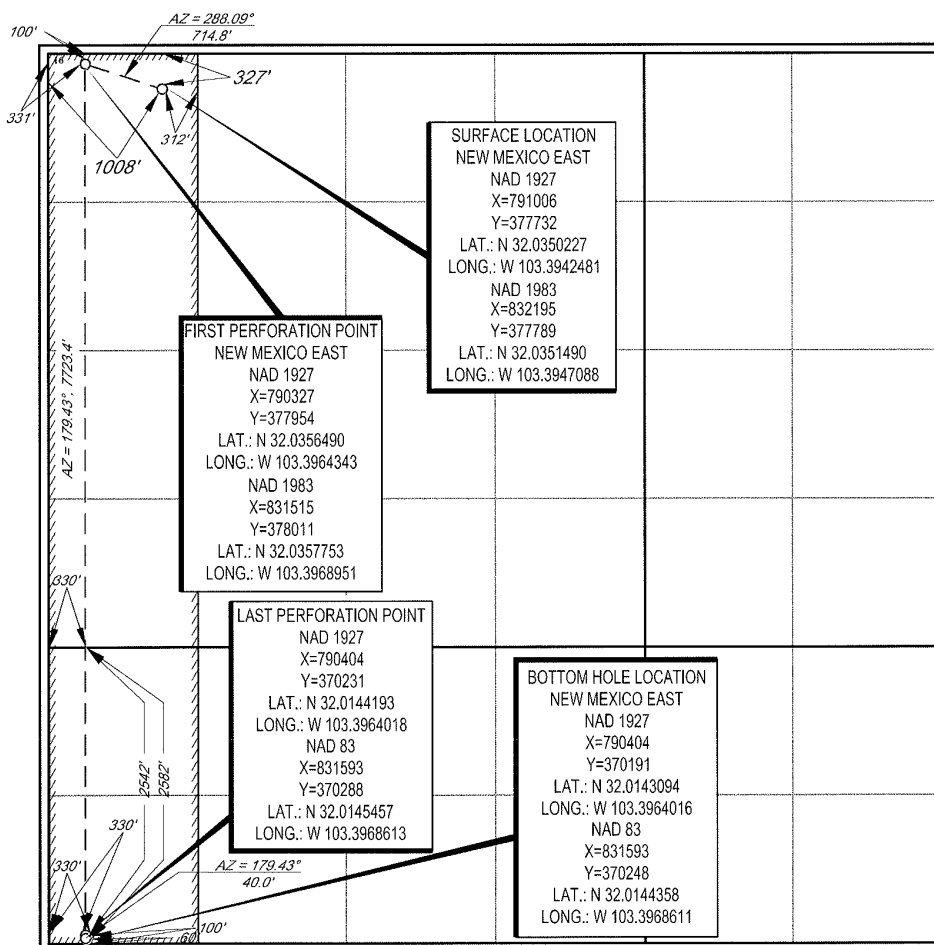 AZ = 288.09°
714.8'
100'
327'
331'
312'
1008'
SURFACE LOCATION
NEW MEXICO EAST
NAD 1927
X=791006
Y=377732
LAT.: N 32.0350227
LONG.: W 103.3942481
NAD 1983
X=832195
Y=377789
LAT.: N 32.0351490
LONG.: W 103.3947088
FIRST PERFORATION POINT
NEW MEXICO EAST
NAD 1927
X=790327
Y=377954
LAT.: N 32.0356490
LONG.: W 103.3964343
NAD 1983
X=831515
Y=378011
LAT.: N 32.0357753
LONG.: W 103.3968951
AZ = 179.43°, 7723.4'
330'
LAST PERFORATION POINT
NAD 1927
X=790404
Y=370231
LAT.: N 32.0144193
LONG.: W 103.3964018
NAD 83
X=831593
Y=370288
LAT.: N 32.0145457
LONG.: W 103.3968613
BOTTOM HOLE LOCATION
NEW MEXICO EAST
NAD 1927
X=790404
Y=370191
LAT.: N 32.0143094
LONG.: W 103.3964016
NAD 83
X=831593
Y=370248
LAT.: N 32.0144358
LONG.: W 103.3968611
2542'
2582'
330'
330'
AZ = 179.43°
40.0'
100'
60'